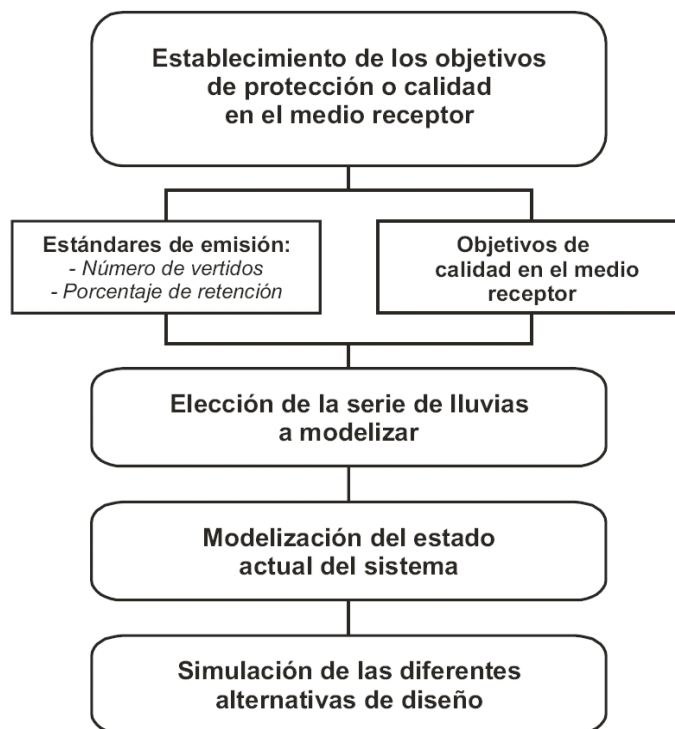 Establecimiento de los objetivos
de protección o calidad
en el medio receptor
Estándares de emisión:
- Número de vertidos
- Porcentaje de retención
Objetivos de
calidad en el medio
receptor
Elección de la serie de lluvias
a modelizar
Modelización del estado
actual del sistema
Simulación de las diferentes
alternativas de diseño